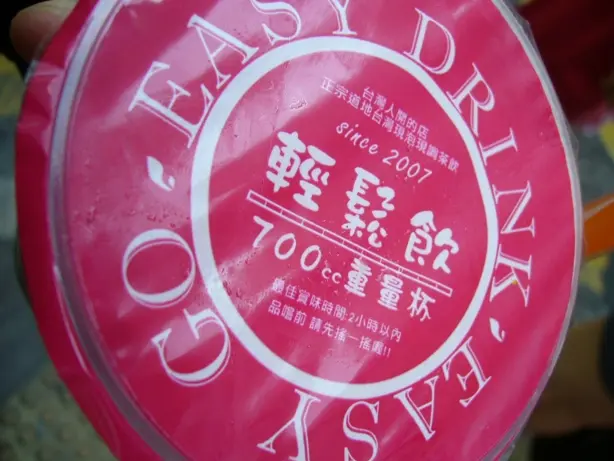 EASY DRINK EASY GO
台灣人開的店
正宗道地台灣現泡現調茶飲
since 2007
輕鬆飲
700cc重量杯
最佳賞味時間:2小時以內
品嚐前 請先搖一搖喔!!